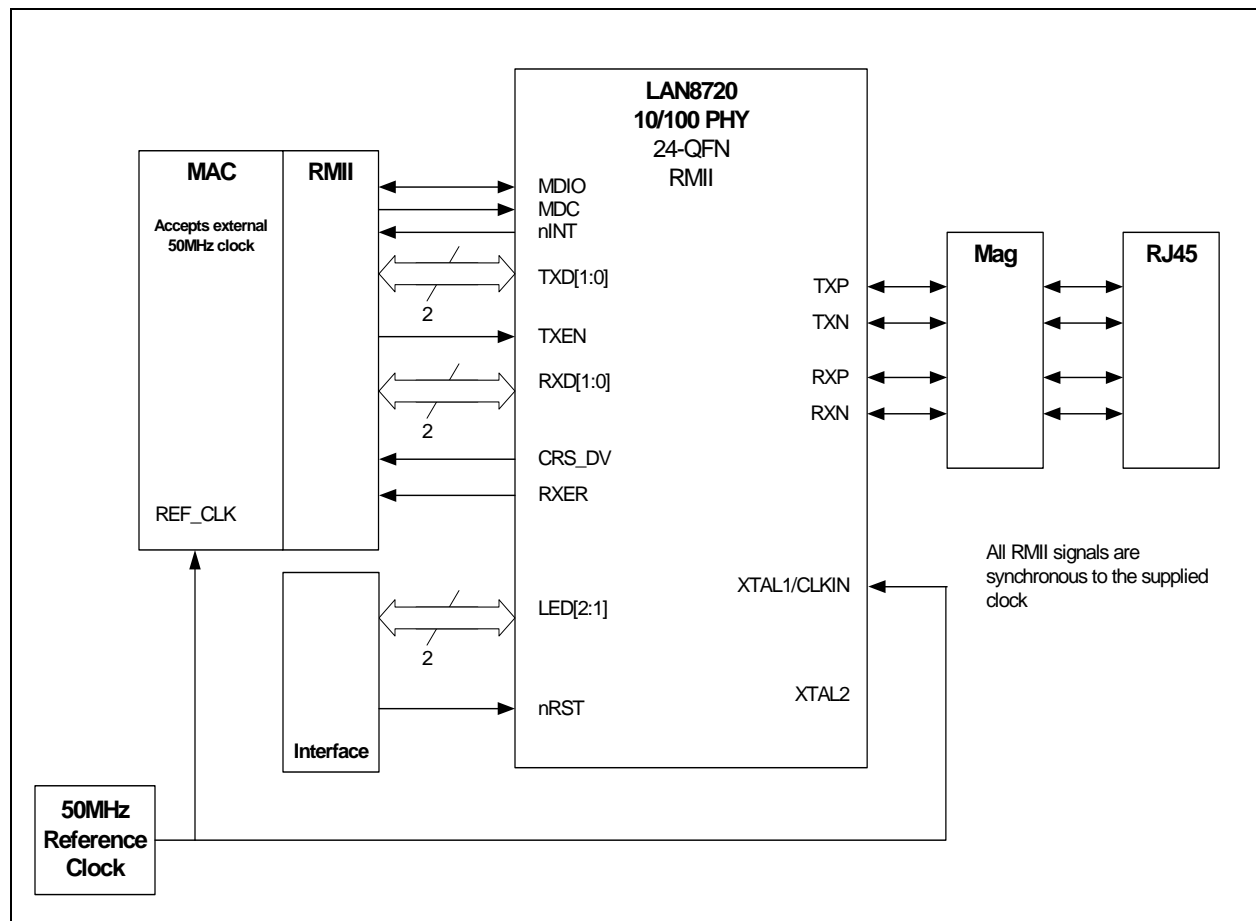 LAN8720
10/100 PHY
24-QFN
RMII
MAC
RMII
Accepts external
50MHz clock
REF_CLK
MDIO
MDC
nINT
TXD[1:0]
2
TXEN
RXD[1:0]
2
CRS_DV
RXER
LED[2:1]
2
nRST
Interface
TXP
TXN
RXP
RXN
XTAL1/CLKIN
XTAL2
Mag
RJ45
All RMII signals are
synchronous to the supplied
clock
50MHz
Reference
Clock